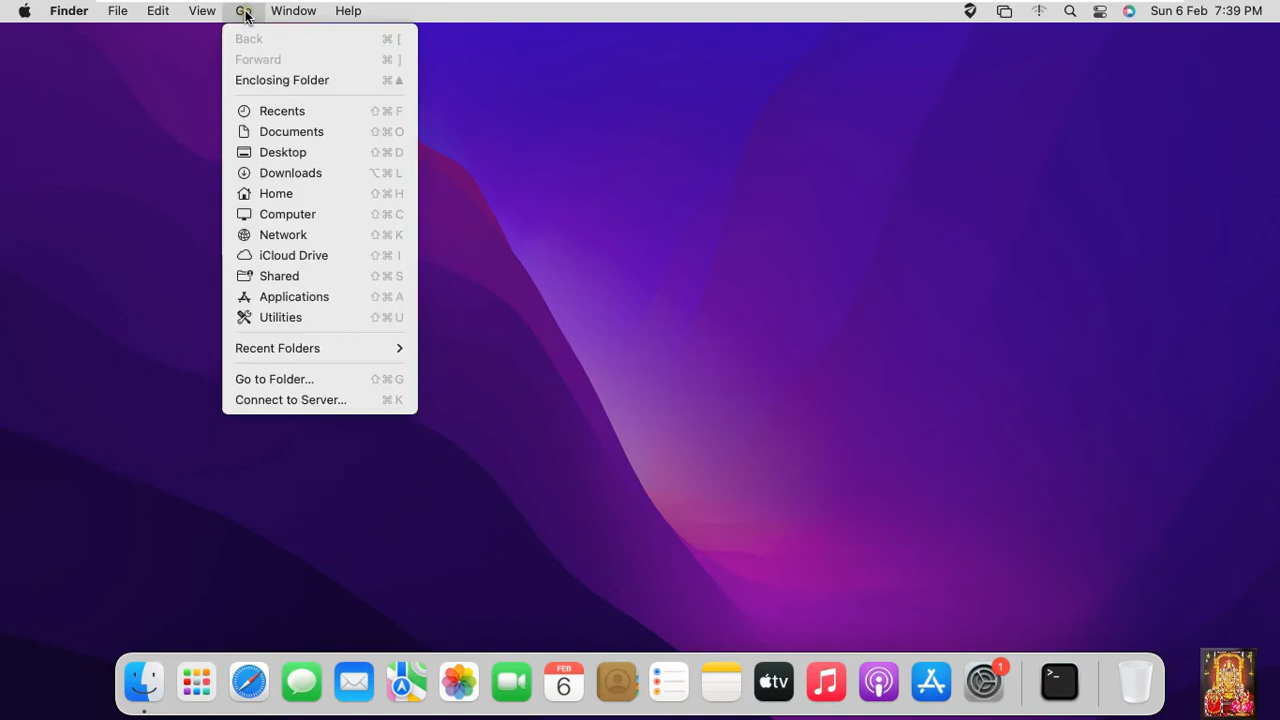 Finder File Edit View Go Window Help Sun 6 Feb 7:39 PM
Back ⌘ [
Forward ⌘ ]
Enclosing Folder ⌘▲
Recents ⇧⌘F
Documents ⇧⌘O
Desktop ⇧⌘D
Downloads ⌥⌘L
Home ⇧⌘H
Computer ⇧⌘C
Network ⇧⌘K
iCloud Drive ⇧⌘I
Shared ⇧⌘S
Applications ⇧⌘A
Utilities ⇧⌘U
Recent Folders
Go to Folder... ⇧⌘G
Connect to Server... ⌘K
FEB
6
tv
1
>_